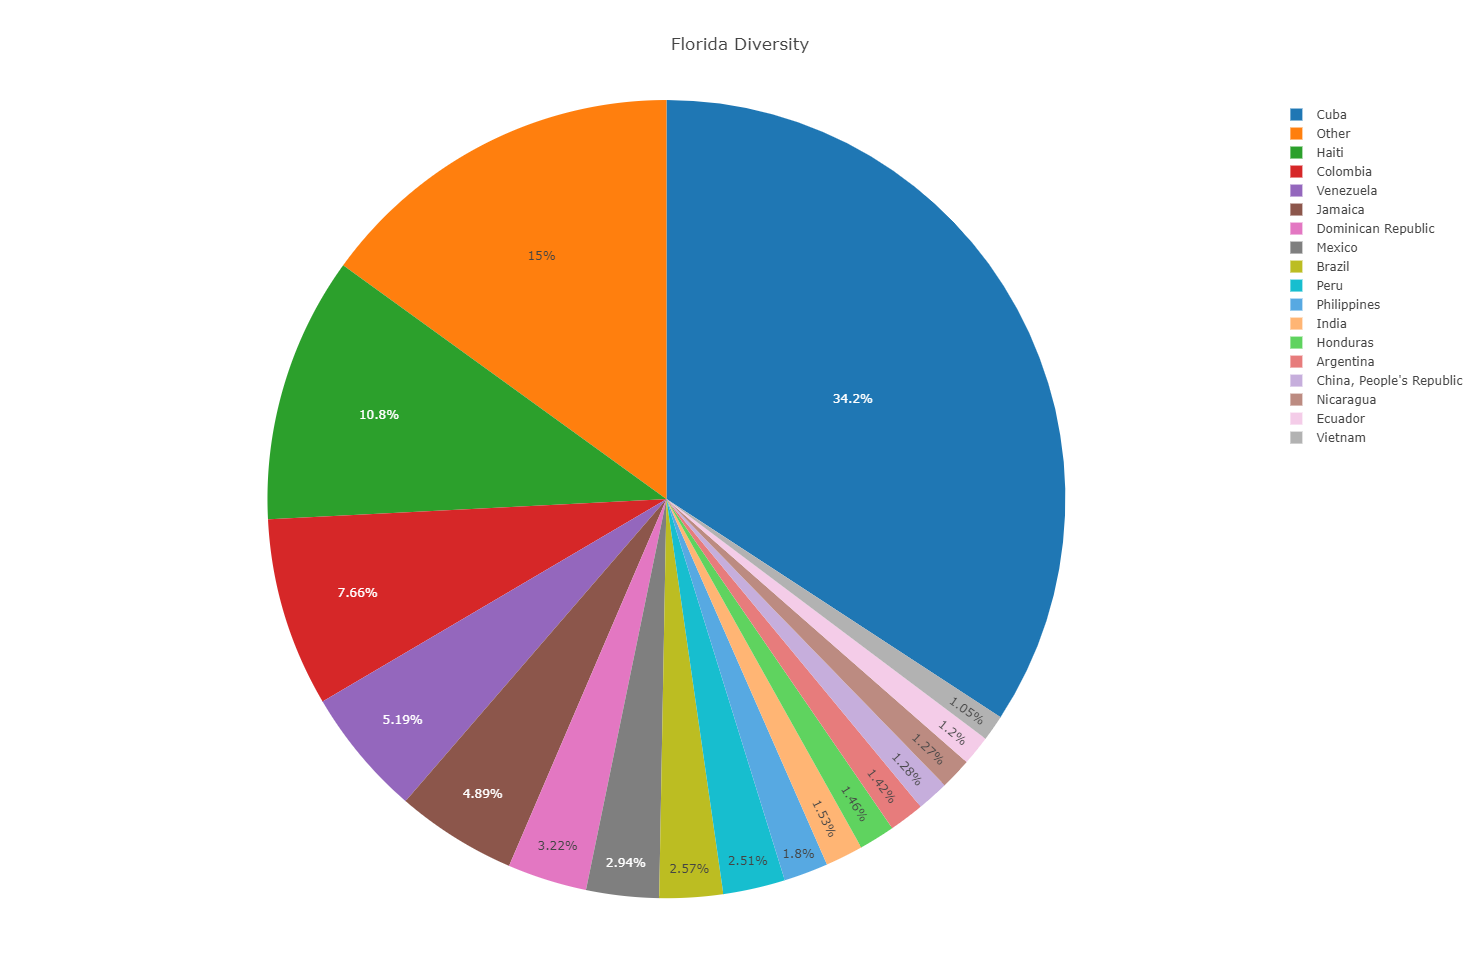 Florida Diversity
Cuba
Other
Haiti
Colombia
Venezuela
Jamaica
Dominican Republic
Mexico
Brazil
Peru
Philippines
India
Honduras
Argentina
China, People's Republic
Nicaragua
Ecuador
Vietnam
15%
34.2%
10.8%
7.66%
5.19%
4.89%
3.22%
2.94%
2.57%
2.51%
1.8%
1.53%
1.46%
1.42%
1.28%
1.27%
1.2%
1.05%